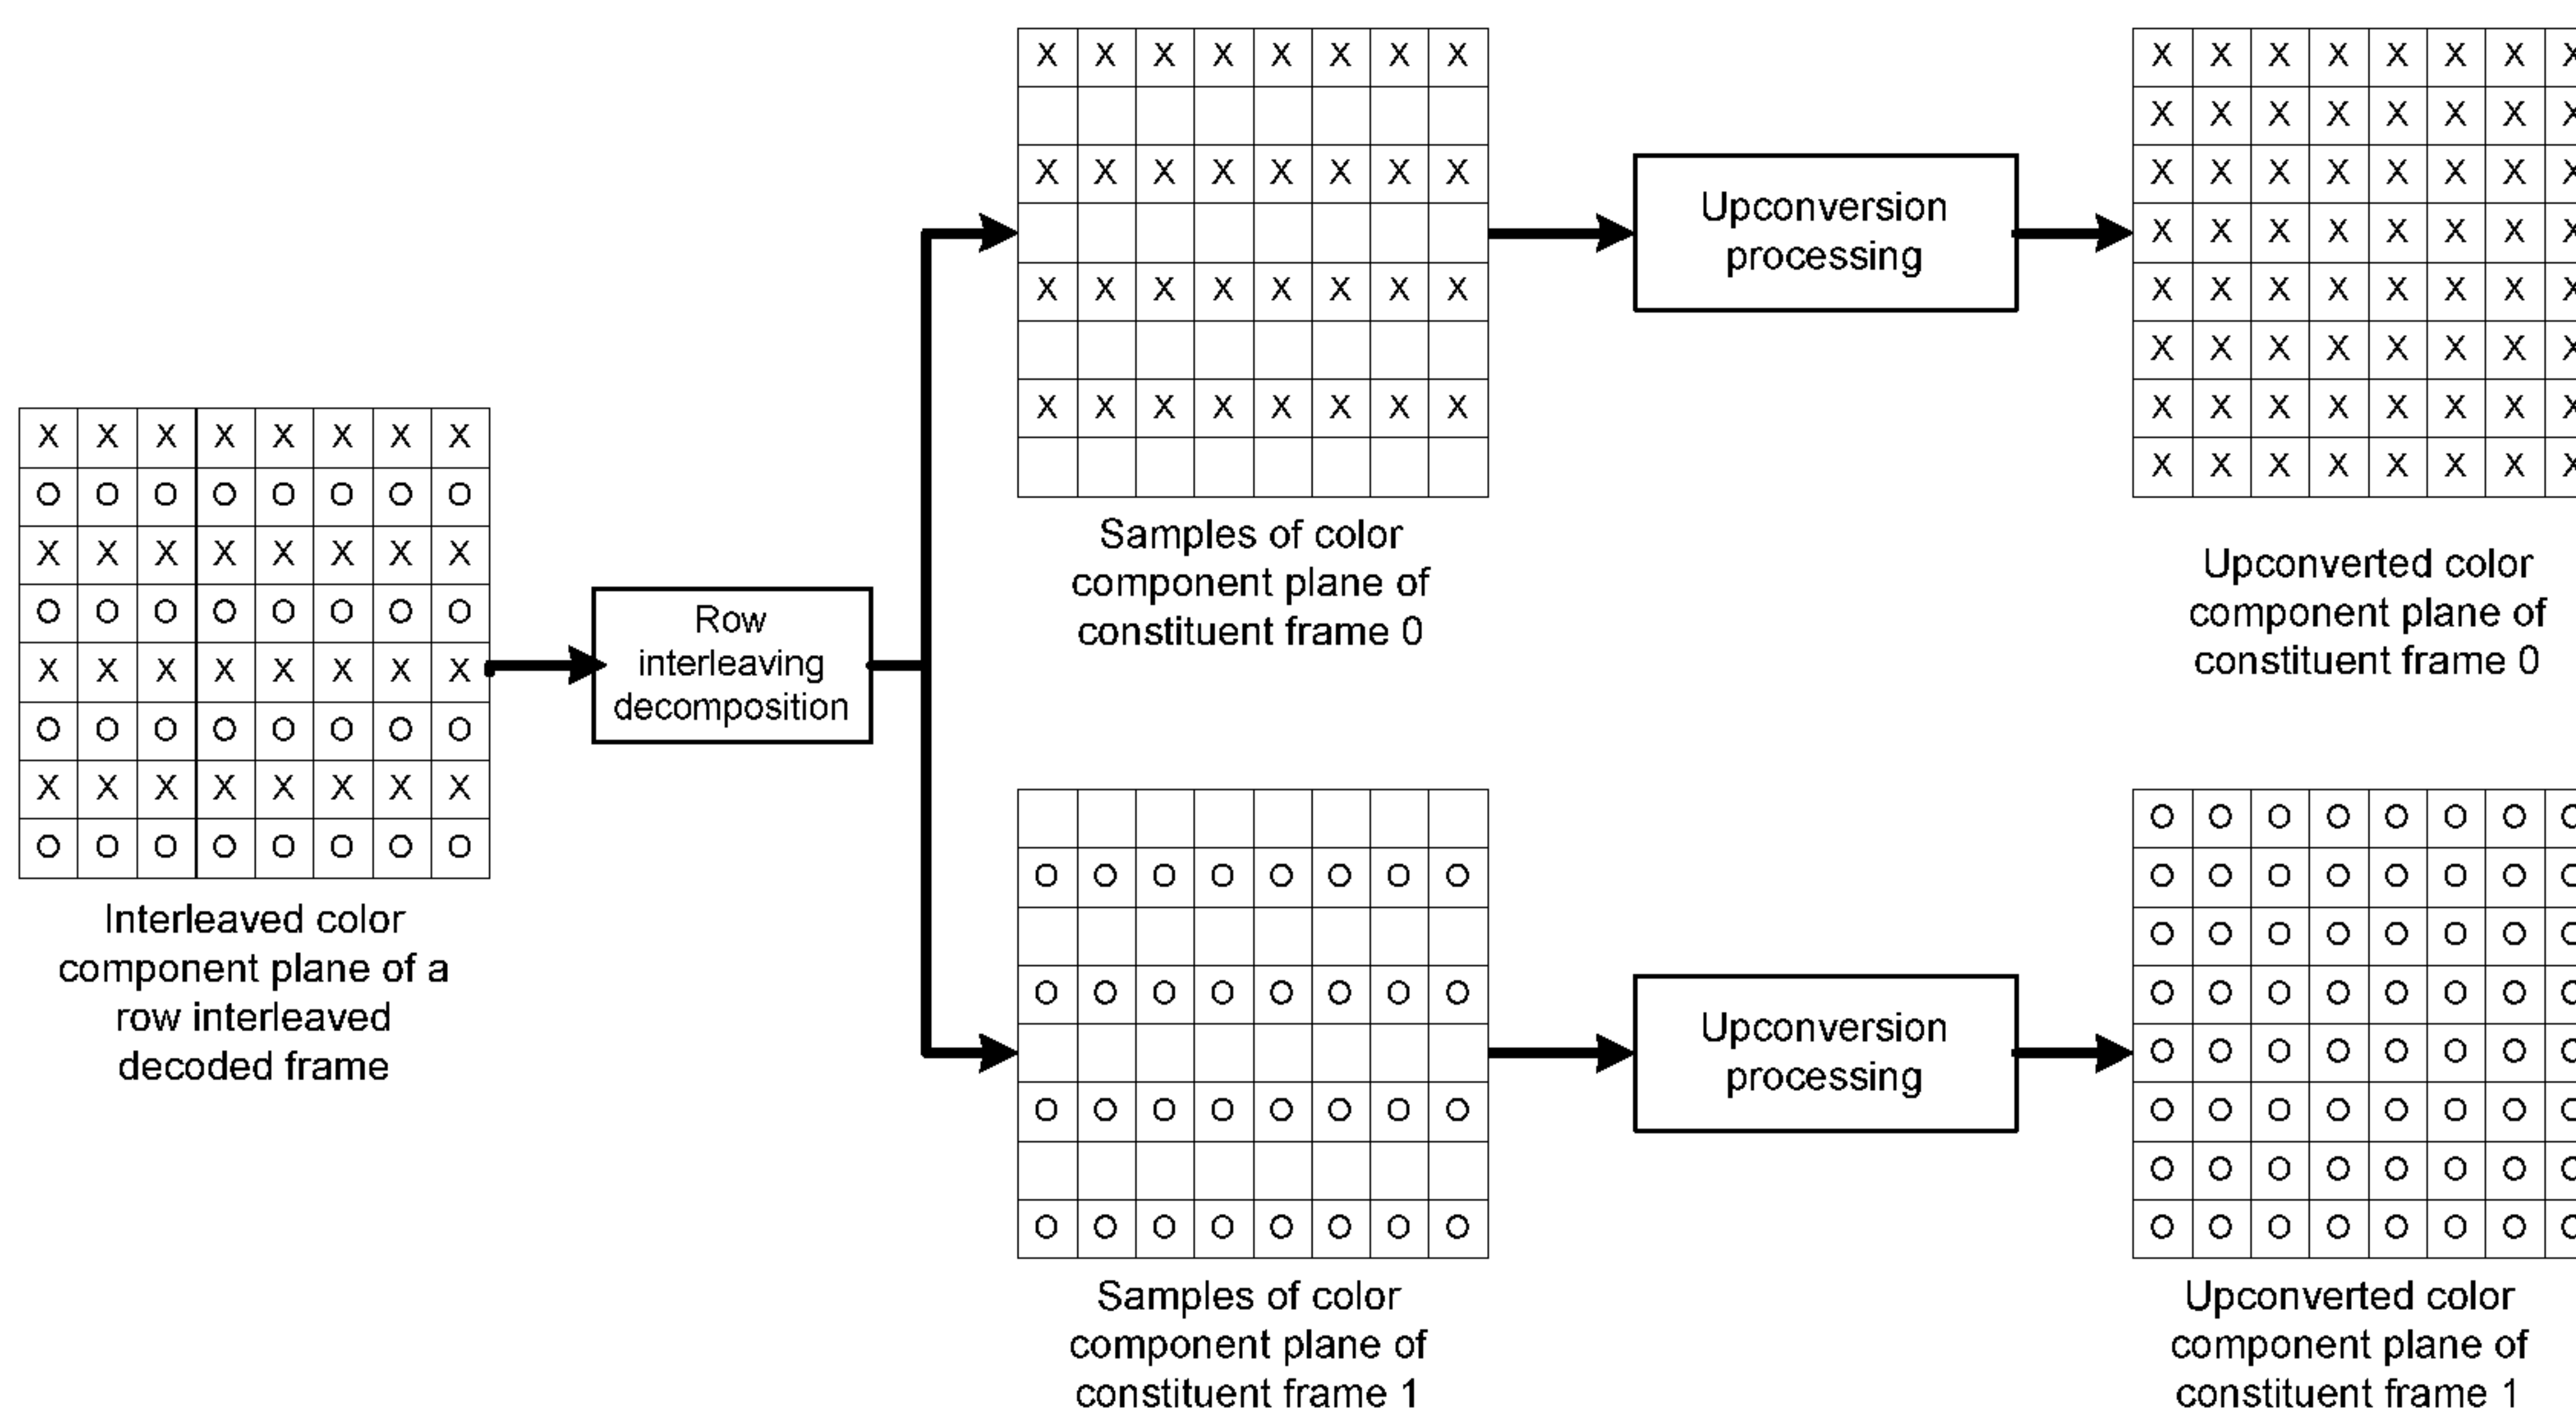 X X X X X X X X
O O O O O O O O
X X X X X X X X
O O O O O O O O
X X X X X X X X
O O O O O O O O
X X X X X X X X
O O O O O O O O
Interleaved color
component plane of a
row interleaved
decoded frame
Row
interleaving
decomposition
X X X X X X X X
X X X X X X X X
X X X X X X X X
X X X X X X X X
Samples of color
component plane of
constituent frame 0
Upconversion
processing
X X X X X X X X
X X X X X X X X
X X X X X X X X
X X X X X X X X
X X X X X X X X
X X X X X X X X
X X X X X X X X
X X X X X X X X
Upconverted color
component plane of
constituent frame 0
O O O O O O O O
O O O O O O O O
O O O O O O O O
O O O O O O O O
Samples of color
component plane of
constituent frame 1
Upconversion
processing
O O O O O O O O
O O O O O O O O
O O O O O O O O
O O O O O O O O
O O O O O O O O
O O O O O O O O
O O O O O O O O
O O O O O O O O
Upconverted color
component plane of
constituent frame 1